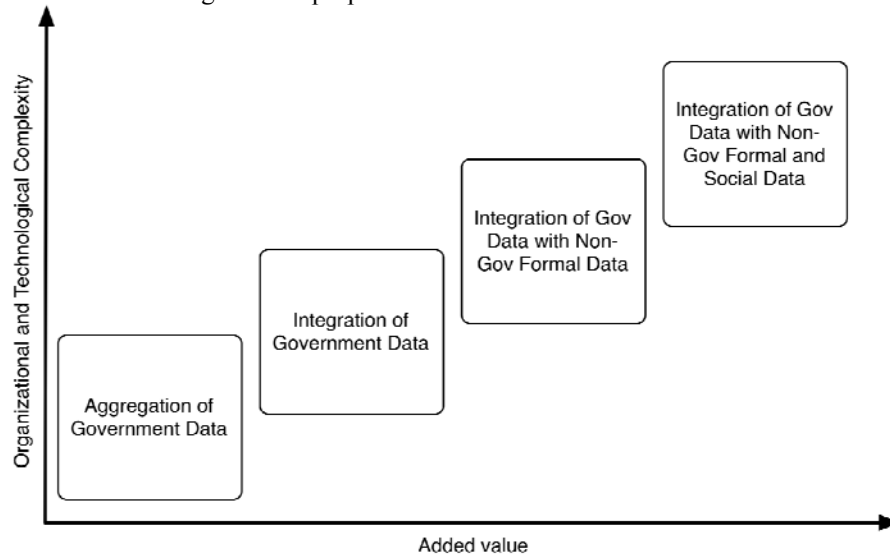 Organizational and Technological Complexity
Integration of Gov
Data with Non-
Gov Formal and
Social Data
Integration of Gov
Data with Non-
Gov Formal Data
Integration of
Government Data
Aggregation of
Government Data
Added value